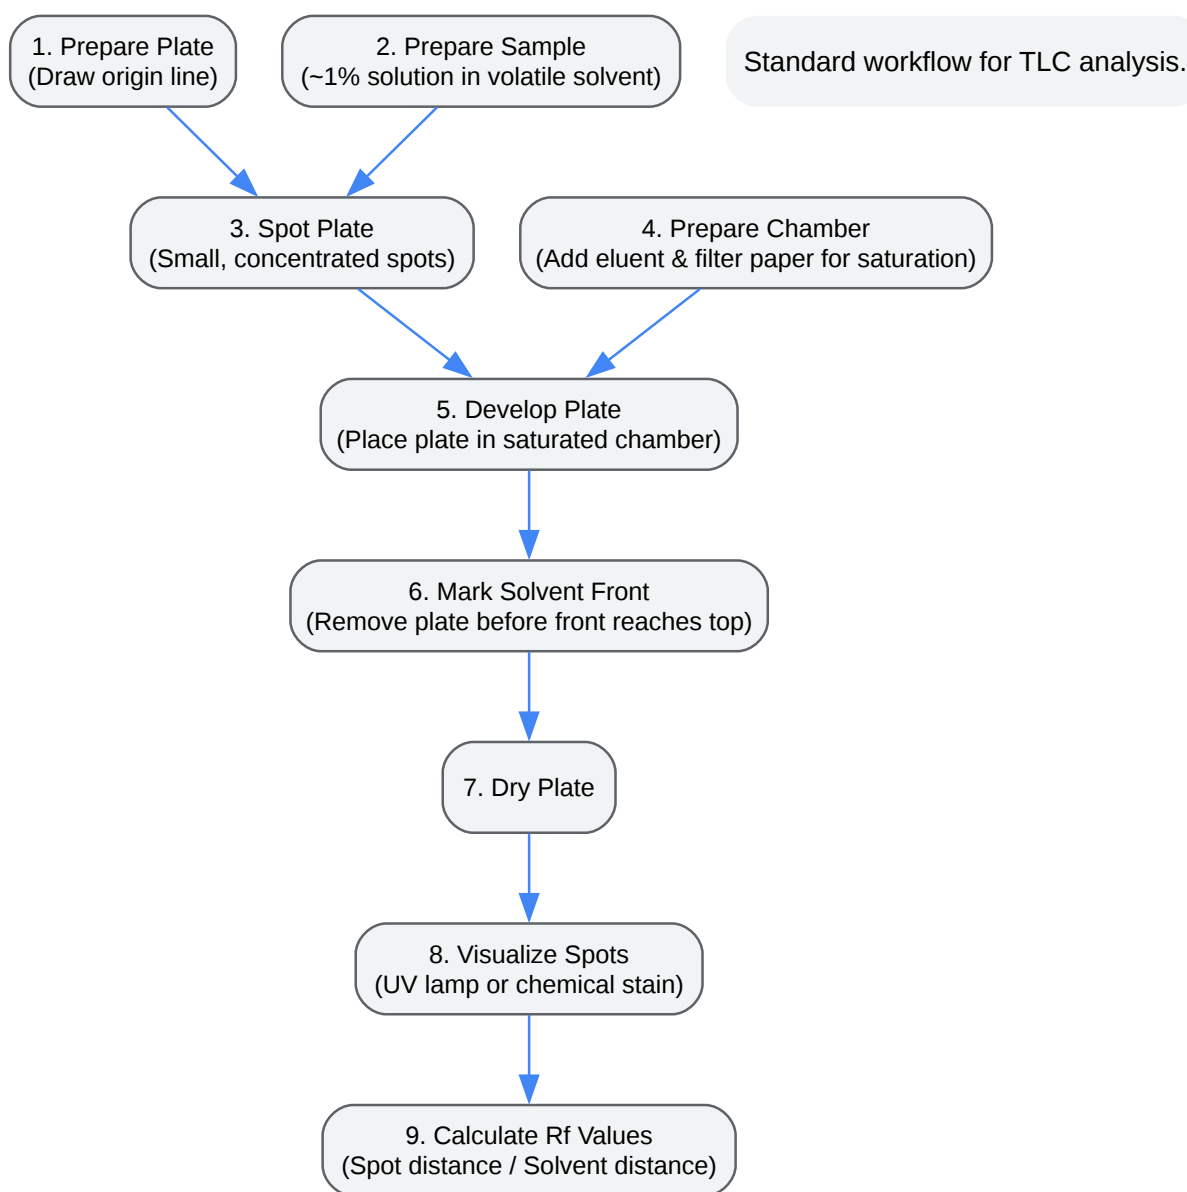 1. Prepare Plate
(Draw origin line)
2. Prepare Sample
(~1% solution in volatile solvent)
Standard workflow for TLC analysis.
3. Spot Plate
(Small, concentrated spots)
4. Prepare Chamber
(Add eluent & filter paper for saturation)
5. Develop Plate
(Place plate in saturated chamber)
6. Mark Solvent Front
(Remove plate before front reaches top)
7. Dry Plate
8. Visualize Spots
(UV lamp or chemical stain)
9. Calculate Rf Values
(Spot distance / Solvent distance)